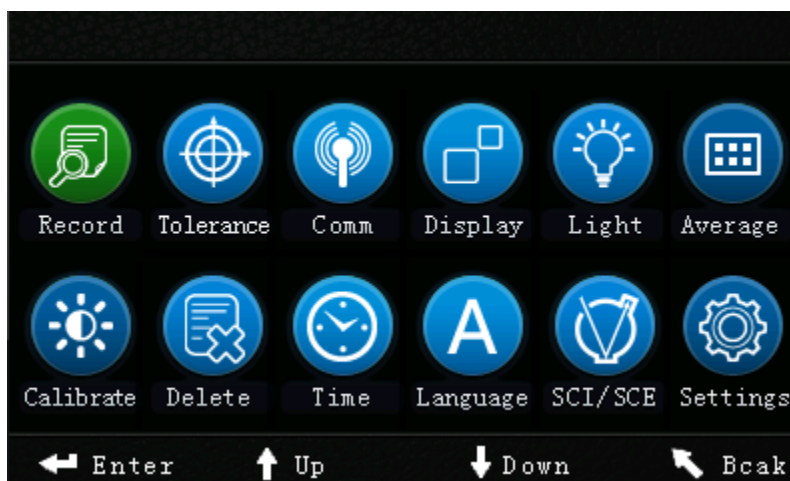 Record Tolerance Comm Display Light Average
Calibrate Delete Time Language SCI/SCE Settings
Enter Up Down Bcak